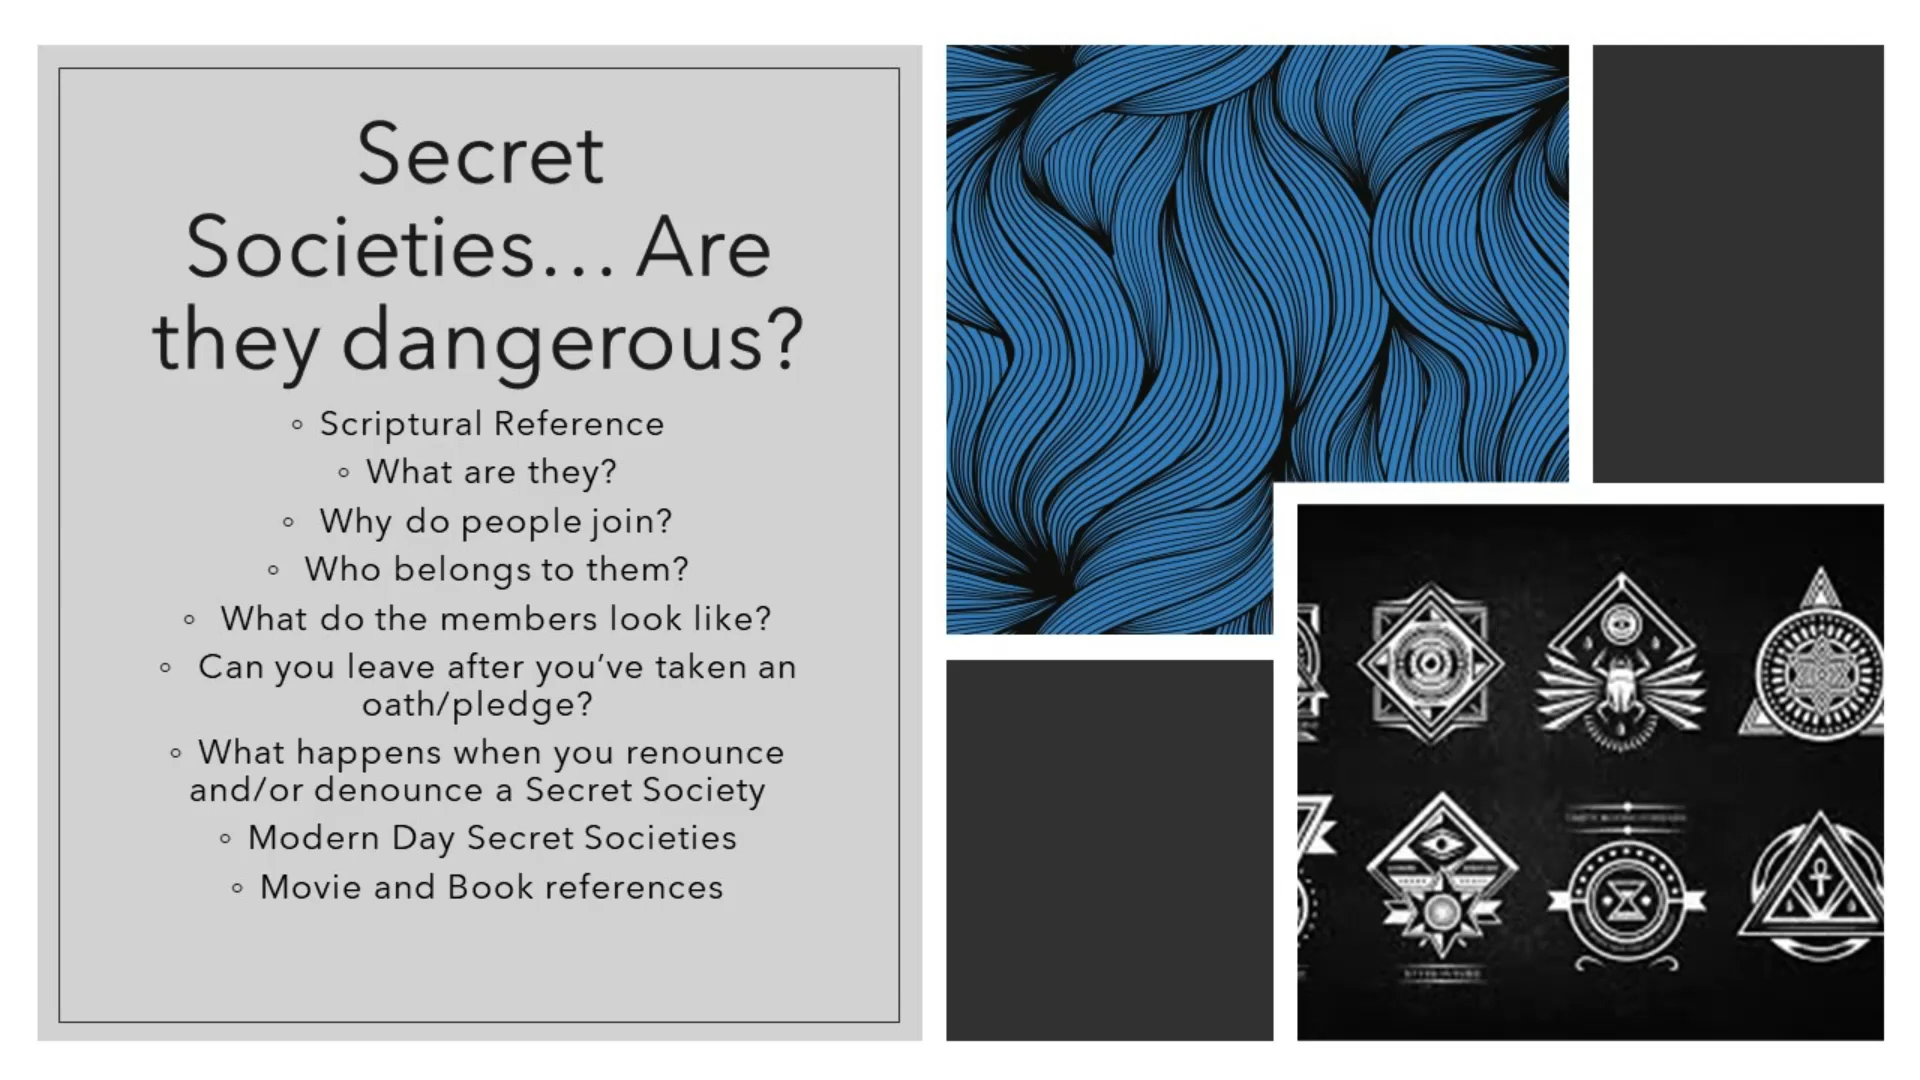 Secret
Societies... Are
they dangerous?
◦ Scriptural Reference
◦ What are they?
◦ Why do people join?
◦ Who belongs to them?
◦ What do the members look like?
◦ Can you leave after you’ve taken an
oath/pledge?
◦ What happens when you renounce
and/or denounce a Secret Society
◦ Modern Day Secret Societies
◦ Movie and Book references